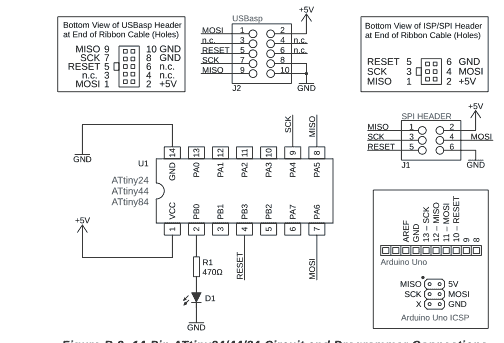 Bottom View of USBasp Header
at End of Ribbon Cable (Holes)
MISO 9 10 GND
SCK 7 8 GND
RESET 5 6 n.c.
n.c. 3 4 n.c.
MOSI 1 2 +5V
USBasp
+5V
MOSI 1 2
n.c. 3 4 n.c.
RESET 5 6 n.c.
SCK 7 8
MISO 9 10
J2
GND
Bottom View of ISP/SPI Header
at End of Ribbon Cable (Holes)
RESET 5 6 GND
SCK 3 4 MOSI
MISO 1 2 +5V
+5V
SPI HEADER
MISO 1 2
SCK 3 4 MOSI
RESET 5 6
J1
GND
GND
SCK
MISO
14 13 12 11 10 9 8
U1
GND PA0 PA1 PA2 PA3 PA4 PA5
ATtiny24
ATtiny44
ATtiny84
VCC PB0 PB1 PB3 PB2 PA7 PA6
1 2 3 4 5 6 7
+5V
R1
470Ω
RESET
MOSI
D1
GND
AREF
GND
13 – SCK
12 – MISO
11 – MOSI
10 – RESET
9
8
Arduino Uno
MISO 5V
SCK MOSI
X GND
Arduino Uno ICSP